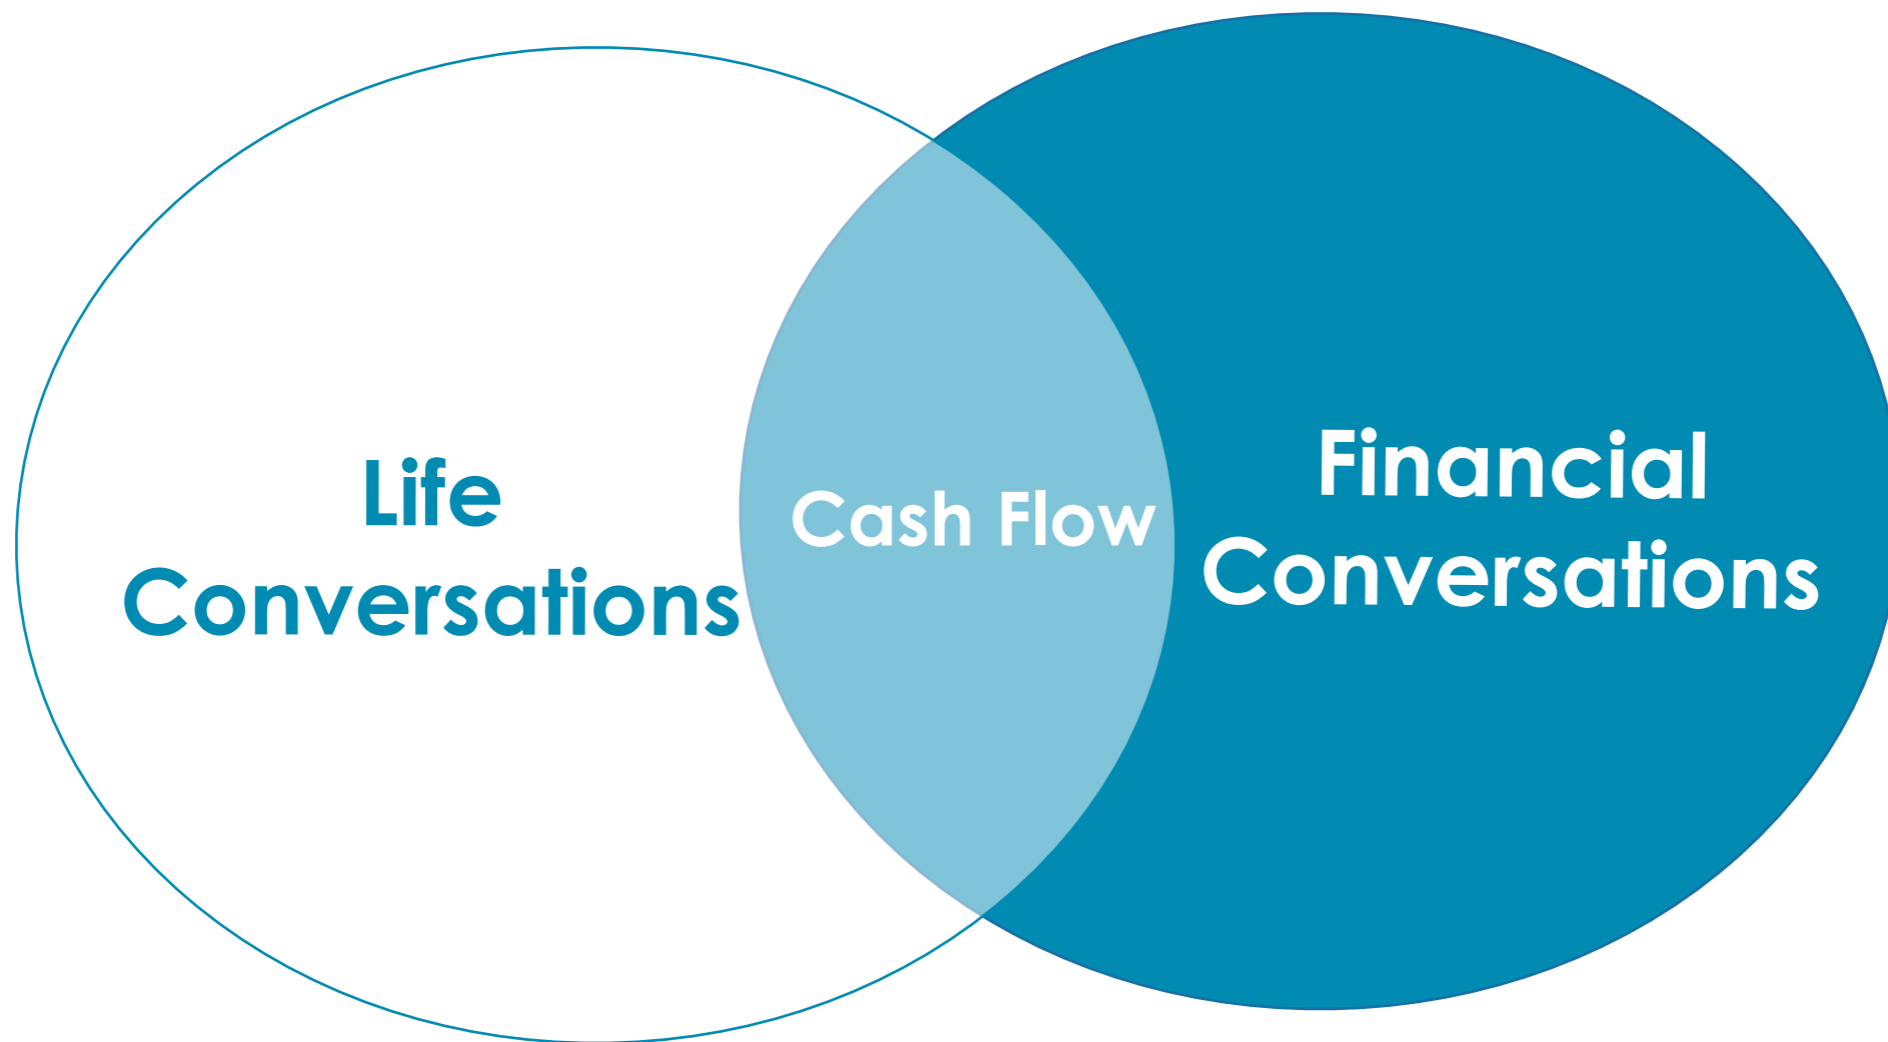 Life
Conversations
Cash Flow
Financial
Conversations